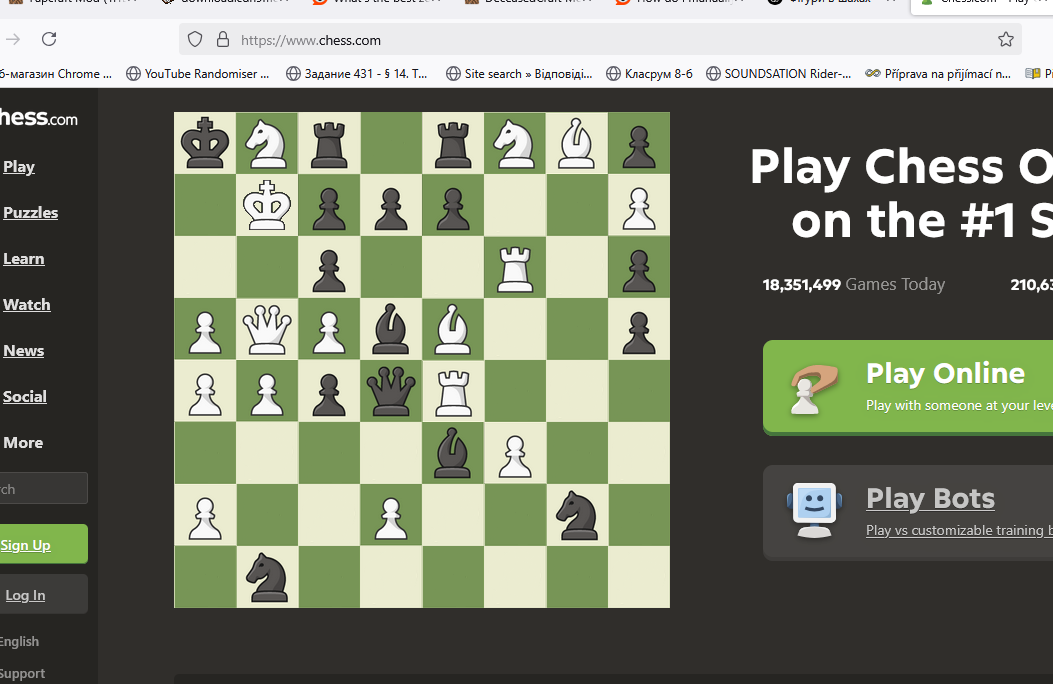 https://www.chess.com
б-магазин Chrome ... YouTube Randomiser ... Задание 431 - § 14. Т... Site search » Відповіді... Класрум 8-б SOUNDSATION Rider-... Příprava na přijímací n...
hess.com
Play
Puzzles
Learn
Watch
News
Social
More
rch
Sign Up
Log In
English
Support
Play Chess O
on the #1 S
18,351,499 Games Today 210,63
Play Online
Play with someone at your leve
Play Bots
Play vs customizable training b